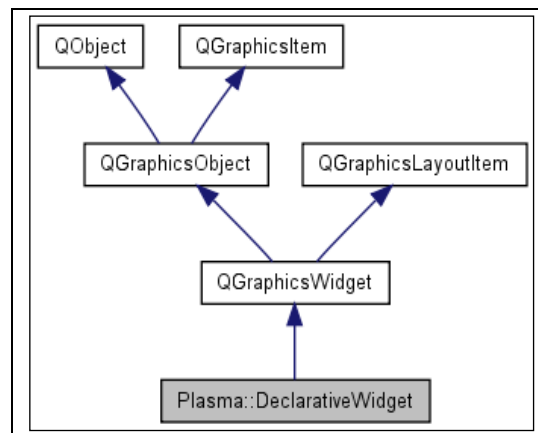 QObject
QGraphicsItem
QGraphicsObject
QGraphicsLayoutItem
QGraphicsWidget
Plasma::DeclarativeWidget